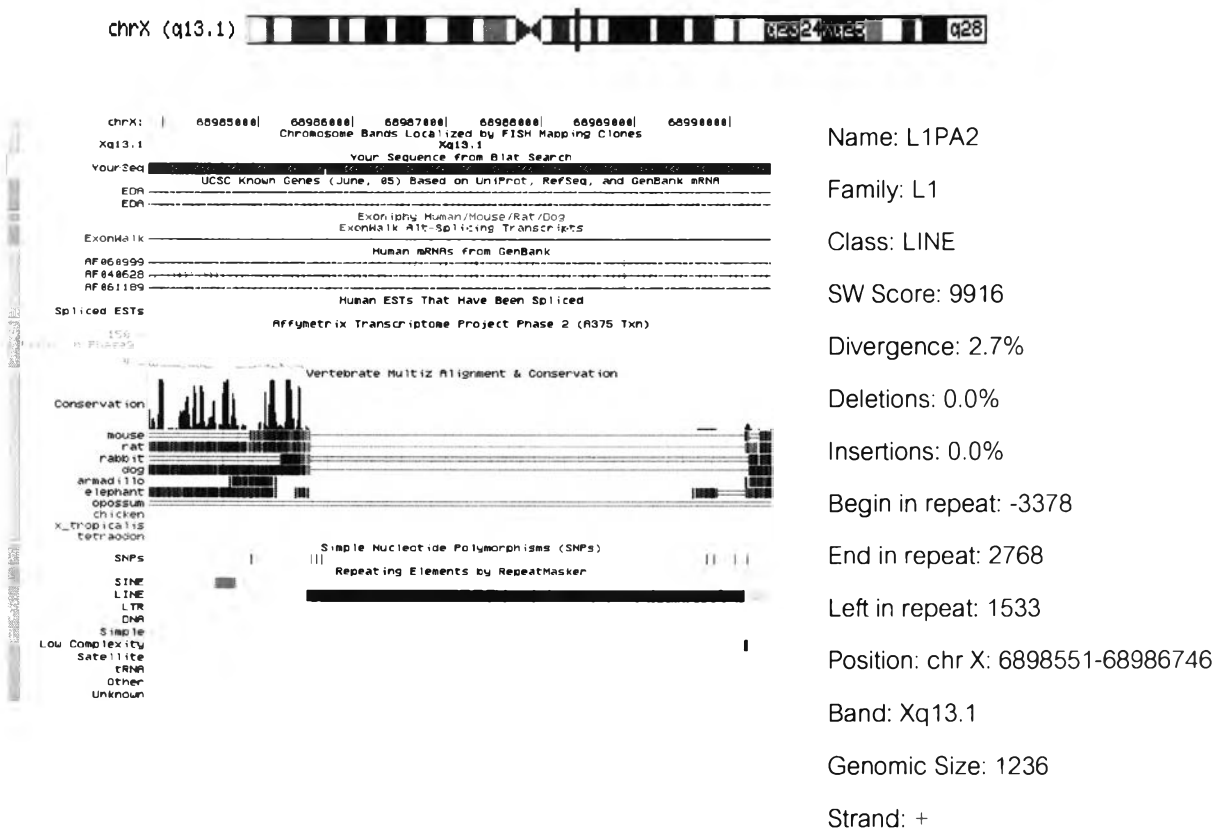 chrX (q13.1) q23 24 Xq25 q28
chrX: | 68985000| 68986000| 68987000| 68988000| 68989000| 68990000|
Chromosome Bands Localized by FISH Mapping Clones
Xq13.1 Xq13.1
Your Sequence from Blat Search
YourSeq
UCSC Known Genes (June, 05) Based on UniProt, RefSeq, and GenBank mRNA
EDA
EDA
Exoniphy Human/Mouse/Rat/Dog
ExonWalk Alt-Splicing Transcripts
ExonWalk
Human mRNAs from GenBank
AF060999
AF040628
AF061189
Human ESTs That Have Been Spliced
Spliced ESTs
Affymetrix Transcriptome Project Phase 2 (A375 Txn)
150
Vertebrate Multiz Alignment & Conservation
Conservation
mouse
rat
rabbit
dog
armadillo
elephant
opossum
chicken
x_tropicalis
tetraodon
Simple Nucleotide Polymorphisms (SNPs)
SNPs
Repeating Elements by RepeatMasker
SINE
LINE
LTR
DNA
Simple
Low Complexity
Satellite
tRNA
Other
Unknown
Name: L1PA2
Family: L1
Class: LINE
SW Score: 9916
Divergence: 2.7%
Deletions: 0.0%
Insertions: 0.0%
Begin in repeat: -3378
End in repeat: 2768
Left in repeat: 1533
Position: chr X: 6898551-68986746
Band: Xq13.1
Genomic Size: 1236
Strand: +